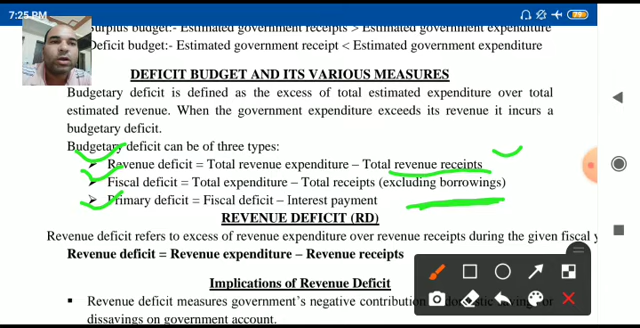 7:25 PM
29
Surplus budget:- Estimated government receipts > Estimated government expenditure
Deficit budget:- Estimated government receipt < Estimated government expenditure
DEFICIT BUDGET AND ITS VARIOUS MEASURES
Budgetary deficit is defined as the excess of total estimated expenditure over total
estimated revenue. When the government expenditure exceeds its revenue it incurs a
budgetary deficit.
Budgetary deficit can be of three types:
➢ Revenue deficit = Total revenue expenditure – Total revenue receipts
➢ Fiscal deficit = Total expenditure – Total receipts (excluding borrowings)
➢ Primary deficit = Fiscal deficit – Interest payment
REVENUE DEFICIT (RD)
Revenue deficit refers to excess of revenue expenditure over revenue receipts during the given fiscal y
Revenue deficit = Revenue expenditure – Revenue receipts
Implications of Revenue Deficit
▪ Revenue deficit measures government's negative contribution
dissavings on government account.